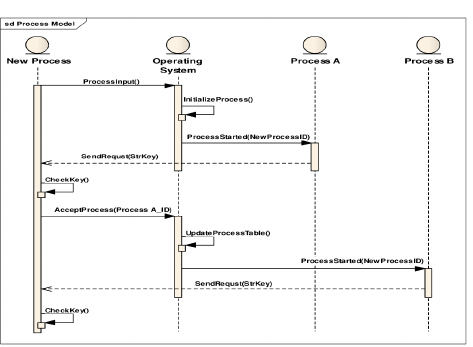 sd Process Model
New Process
Operating
System
Process A
Process B
ProcessInput()
InitializeProcess()
ProcessStarted(NewProcessID)
SendRequst(StrKey)
CheckKey()
AcceptProcess(Process A_ID)
UpdateProcessTable()
ProcessStarted(NewProcessID)
SendRequst(StrKey)
CheckKey()